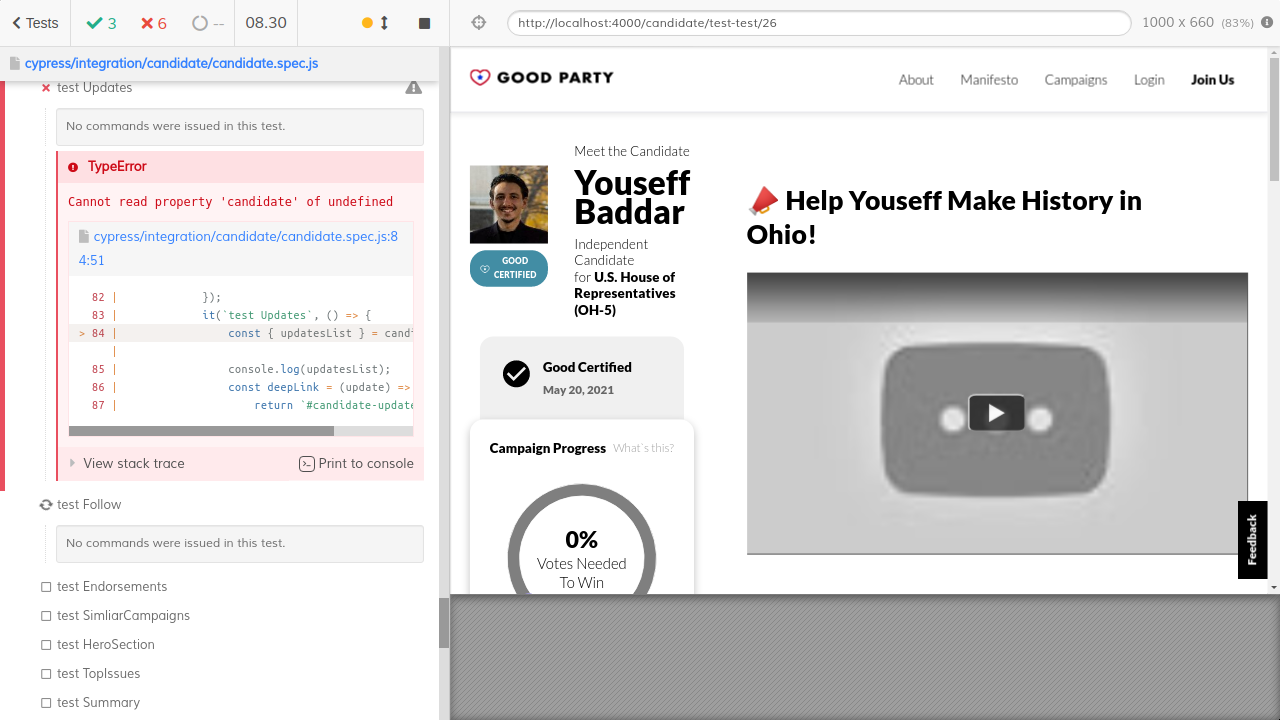 Tests
3
6
--
08.30
http://localhost:4000/candidate/test-test/26
1000 x 660 (83%)
cypress/integration/candidate/candidate.spec.js
test Updates
No commands were issued in this test.
TypeError
Cannot read property 'candidate' of undefined
cypress/integration/candidate/candidate.spec.js:8
4:51
82 | });
83 | it(`test Updates`, () => {
> 84 | const { updatesList } = cand
|
85 | console.log(updatesList);
86 | const deepLink = (update) =>
87 | return `#candidate-update
View stack trace
Print to console
test Follow
No commands were issued in this test.
test Endorsements
test SimliarCampaigns
test HeroSection
test TopIssues
test Summary
GOOD PARTY
About
Manifesto
Campaigns
Login
Join Us
Meet the Candidate
Youseff
Baddar
GOOD
CERTIFIED
Independent
Candidate
for U.S. House of
Representatives
(OH-5)
Good Certified
May 20, 2021
Campaign Progress What's this?
0%
Votes Needed
To Win
Help Youseff Make History in
Ohio!
Feedback